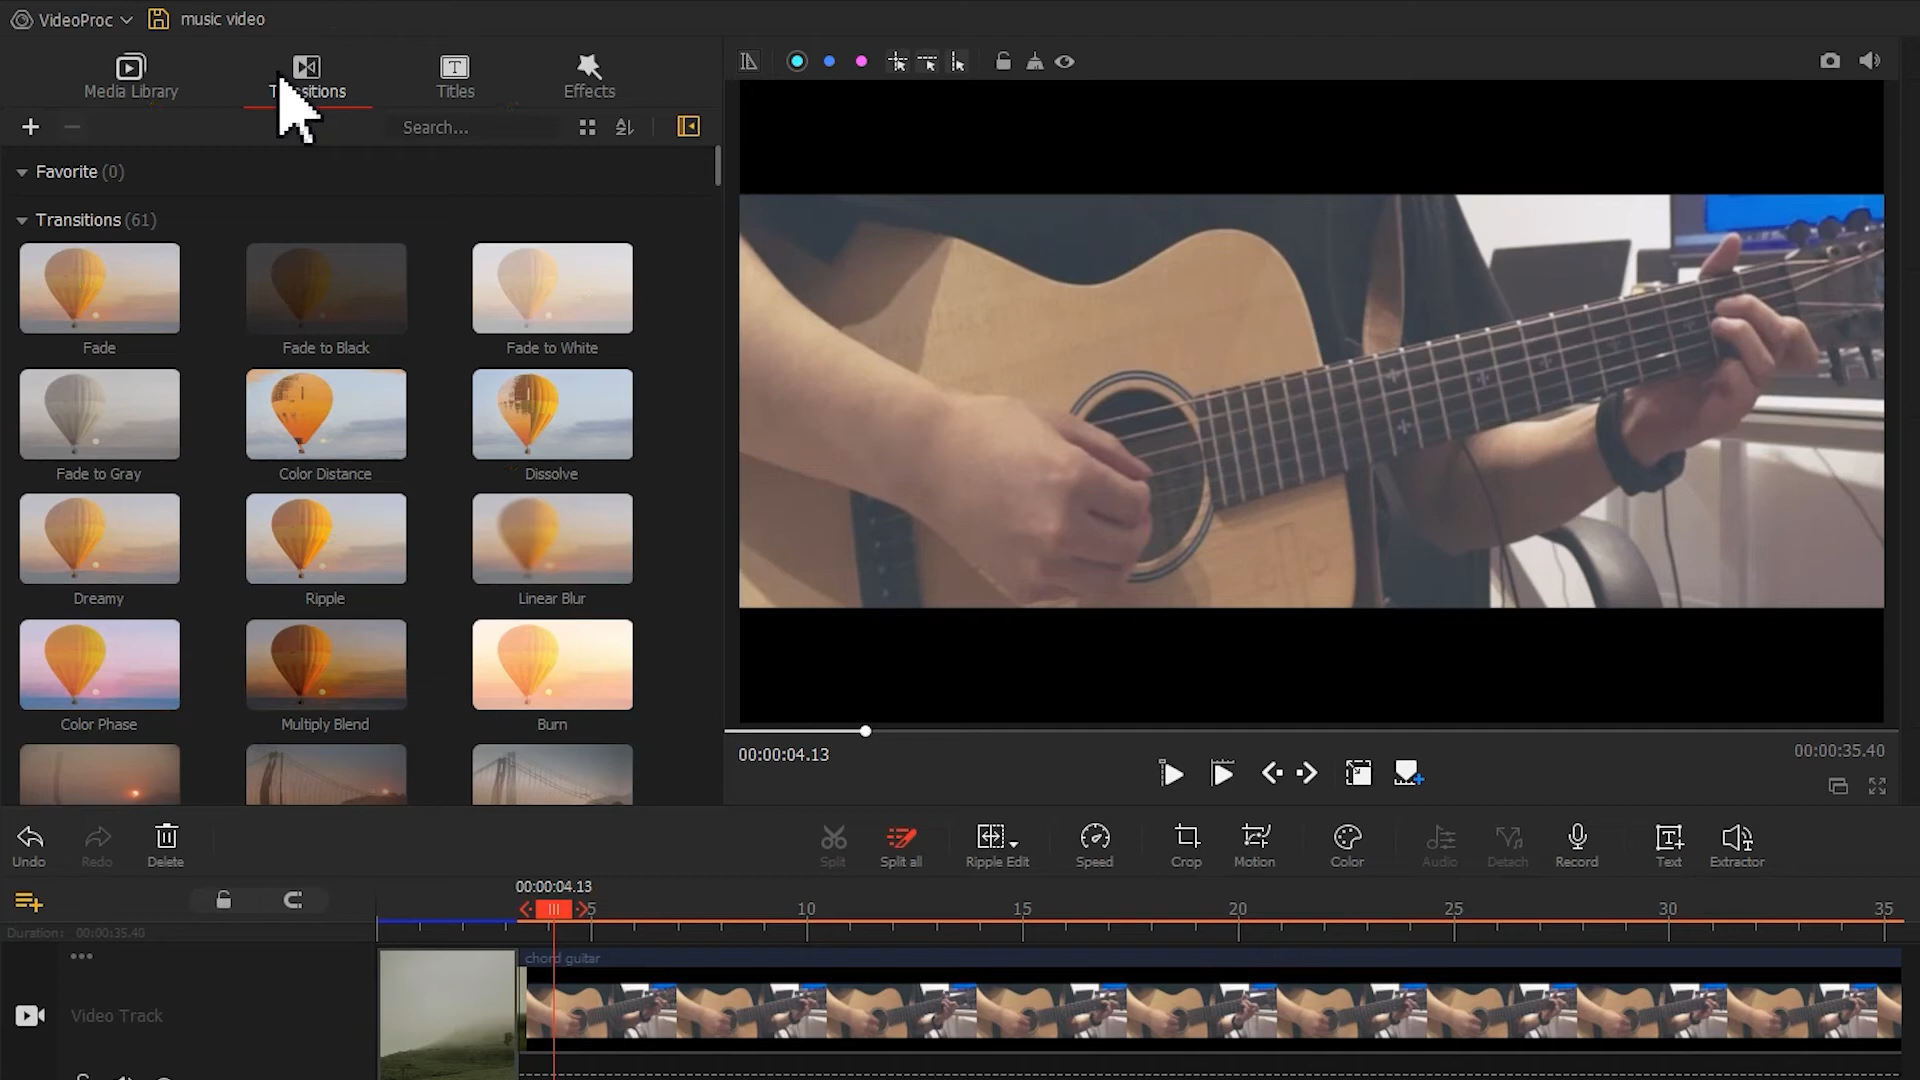 VideoProc music video
Media Library Transitions Titles Effects
Search...
Favorite (0)
Transitions (61)
Fade Fade to Black Fade to White
Fade to Gray Color Distance Dissolve
Dreamy Ripple Linear Blur
Color Phase Multiply Blend Burn
00:00:04.13 00:00:35.40
Undo Redo Delete Split Split all Ripple Edit Speed Crop Motion Color Audio Detach Record Text Extractor
00:00:04.13
5 10 15 20 25 30 35
Duration: 00:00:35.40
chord guitar
Video Track